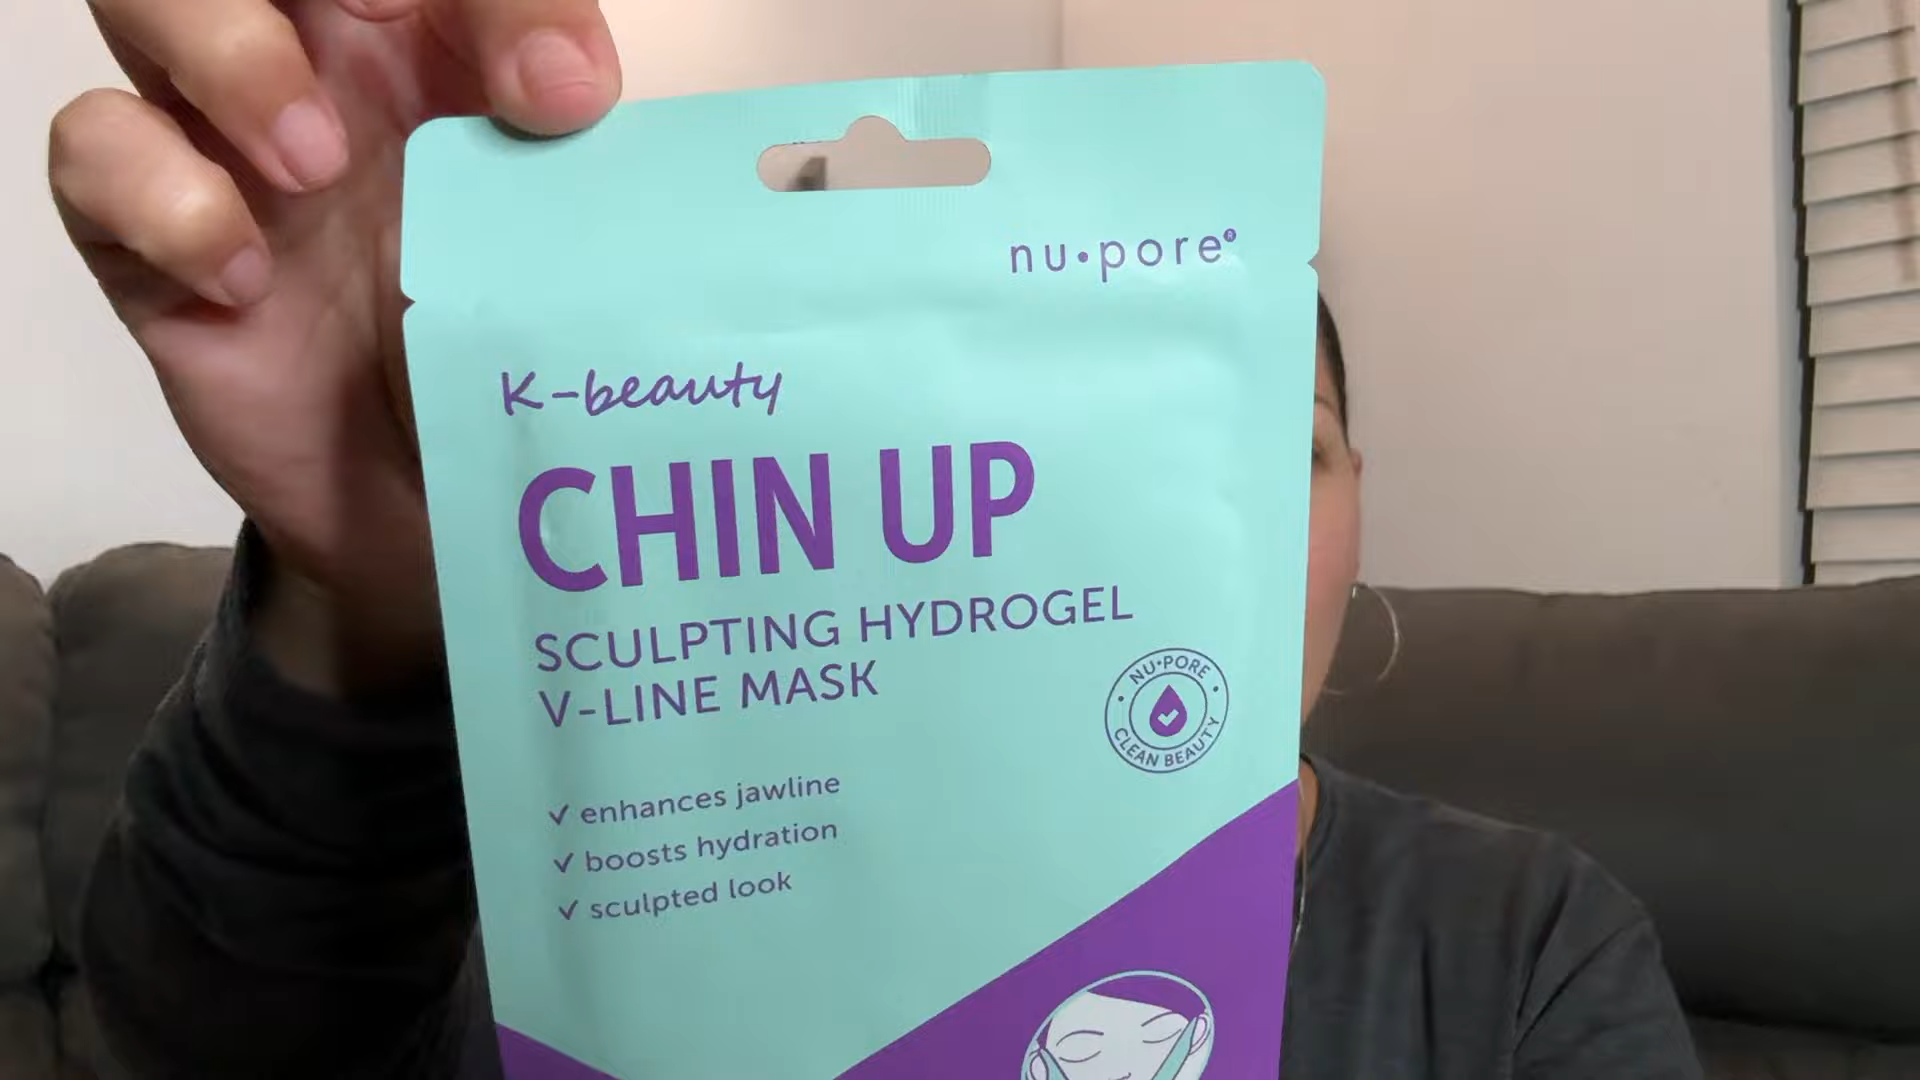 nu•pore®
K-beauty
CHIN UP
SCULPTING HYDROGEL
V-LINE MASK
NU•PORE
CLEAN BEAUTY
✓ enhances jawline
✓ boosts hydration
✓ sculpted look